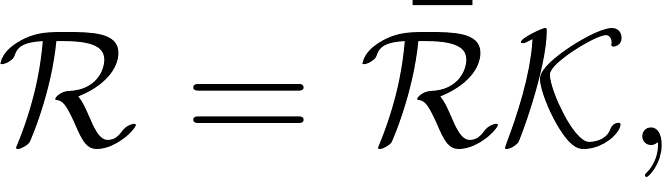 ℛ = ℛ̄𝒦,